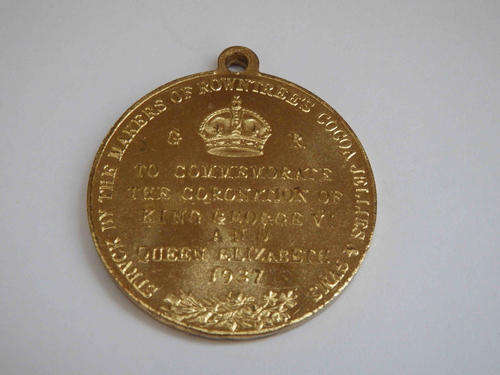 STRUCK BY THE MAKERS OF ROWNTREE'S COCOA JELLIES & GUMS
G R
TO COMMEMORATE
THE CORONATION OF
KING GEORGE VI
AND
QUEEN ELIZABETH
1937